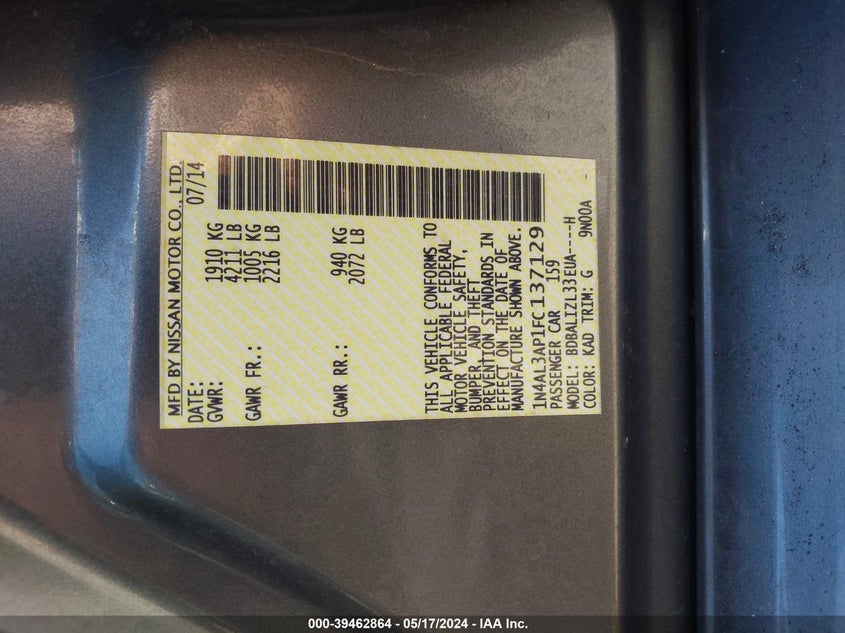 MFD BY NISSAN MOTOR CO., LTD.
DATE: 07/14
GVWR: 1910 KG
4211 LB
GAWR FR.: 1005 KG
2216 LB
GAWR RR.: 940 KG
2072 LB
THIS VEHICLE CONFORMS TO
ALL APPLICABLE FEDERAL
MOTOR VEHICLE SAFETY,
BUMPER, AND THEFT
PREVENTION STANDARDS IN
EFFECT ON THE DATE OF
MANUFACTURE SHOWN ABOVE.
1N4AL3AP1FC137129
PASSENGER CAR 159
MODEL: BDBALIZL33EUA----H
COLOR: KAD TRIM: G 9N00A
000-39462864 - 05/17/2024 - IAA Inc.